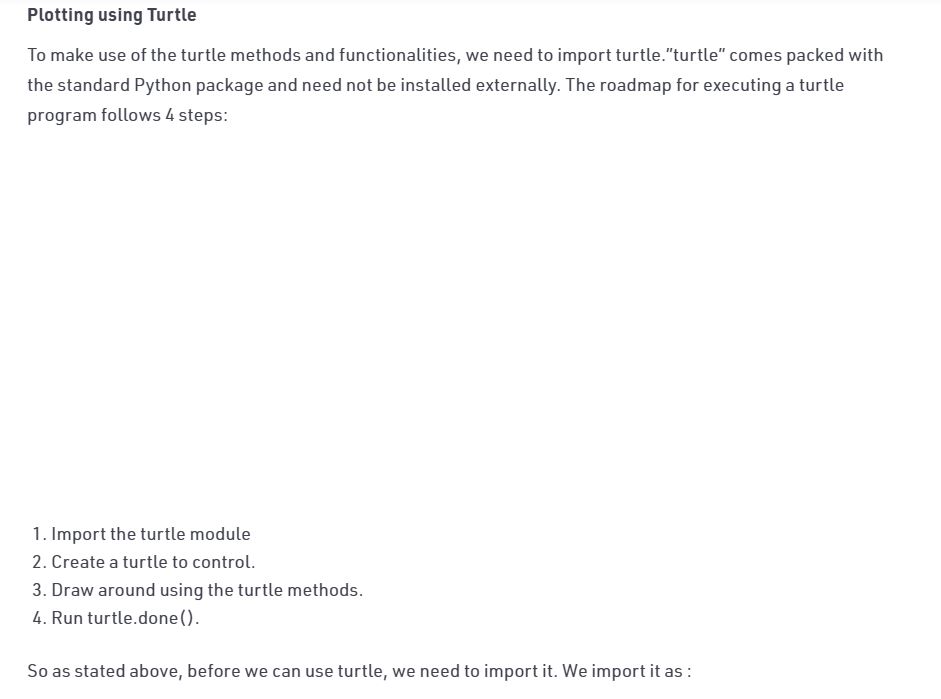 Plotting using Turtle
To make use of the turtle methods and functionalities, we need to import turtle.”turtle” comes packed with
the standard Python package and need not be installed externally. The roadmap for executing a turtle
program follows 4 steps:
1. Import the turtle module
2. Create a turtle to control.
3. Draw around using the turtle methods.
4. Run turtle.done().
So as stated above, before we can use turtle, we need to import it. We import it as :